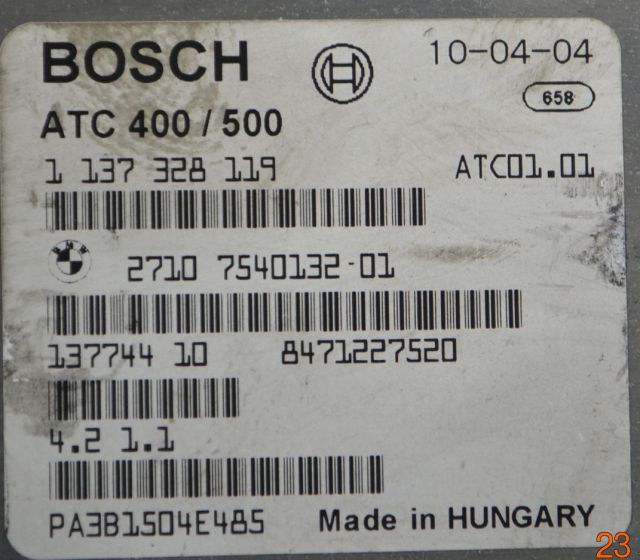 BOSCH 10-04-04
658
ATC 400 / 500
1 137 328 119 ATC01.01
BMW
2710 7540132-01
137744 10 8471227520
4.2 1.1
PA3B1504E485 Made in HUNGARY
23